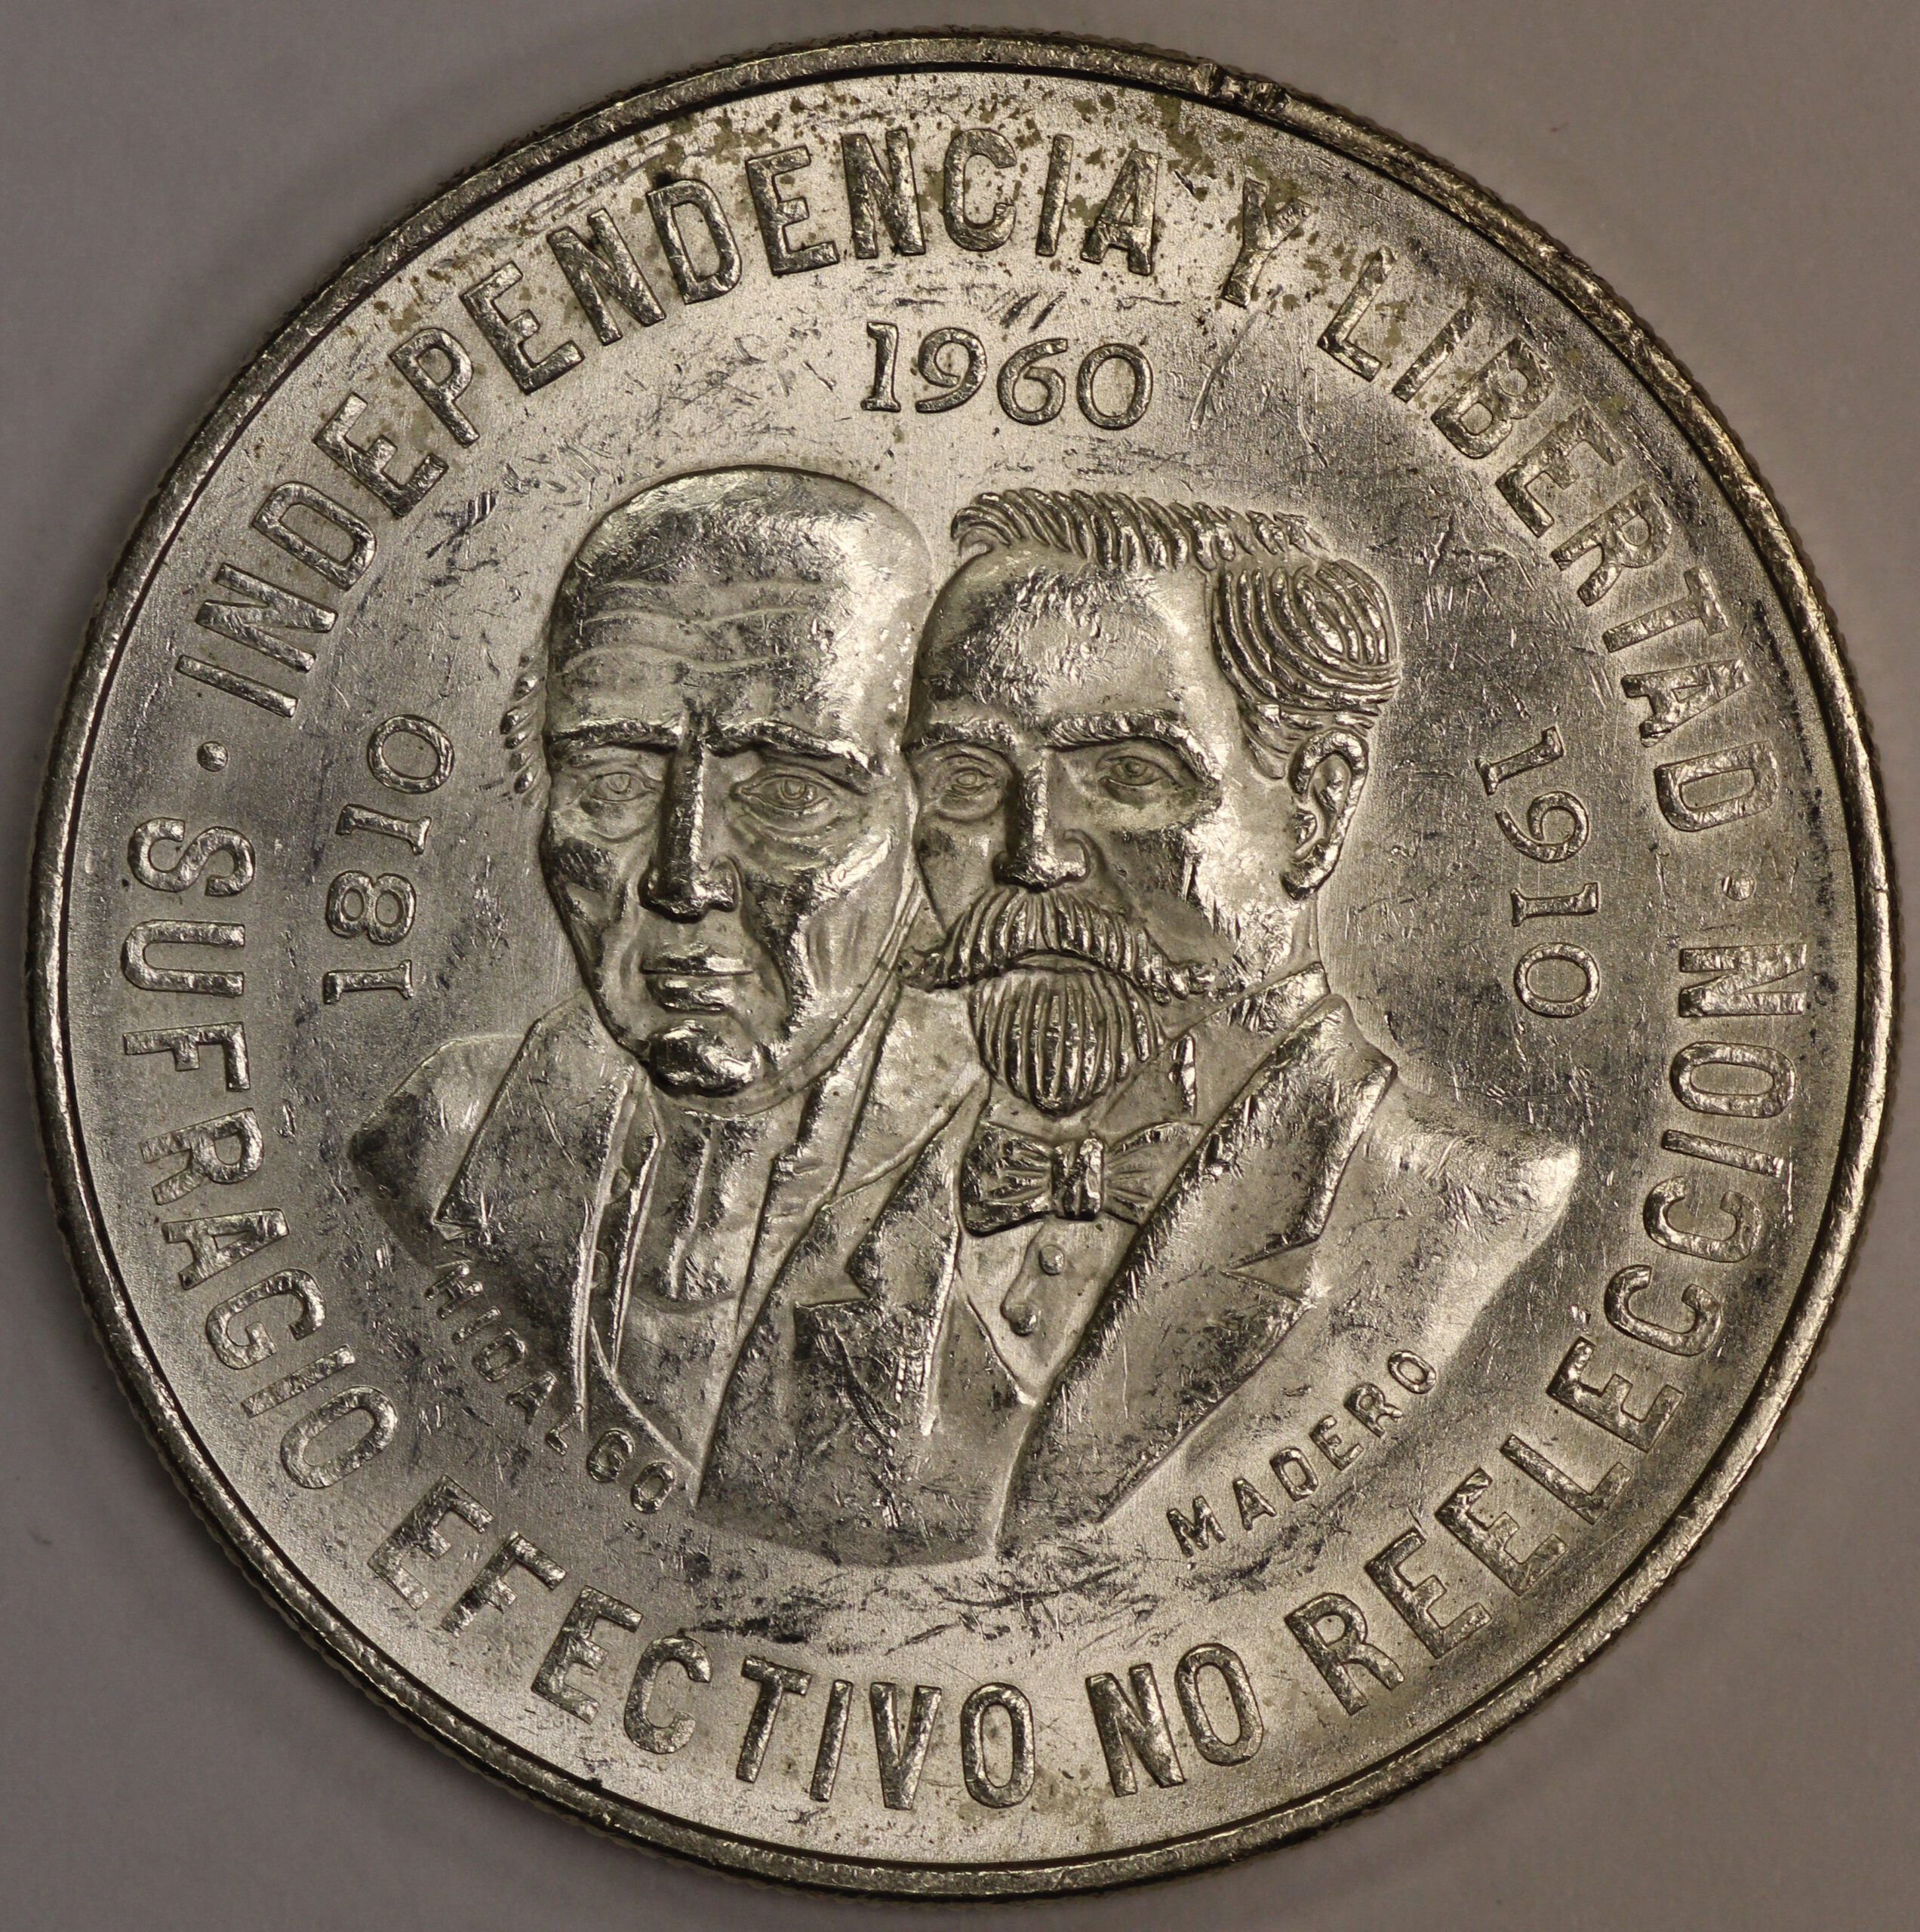 · INDEPENDENCIA Y LIBERTAD ·
1960
1810
1910
HIDALGO
MADERO
SUFRAGIO EFECTIVO NO REELECCION